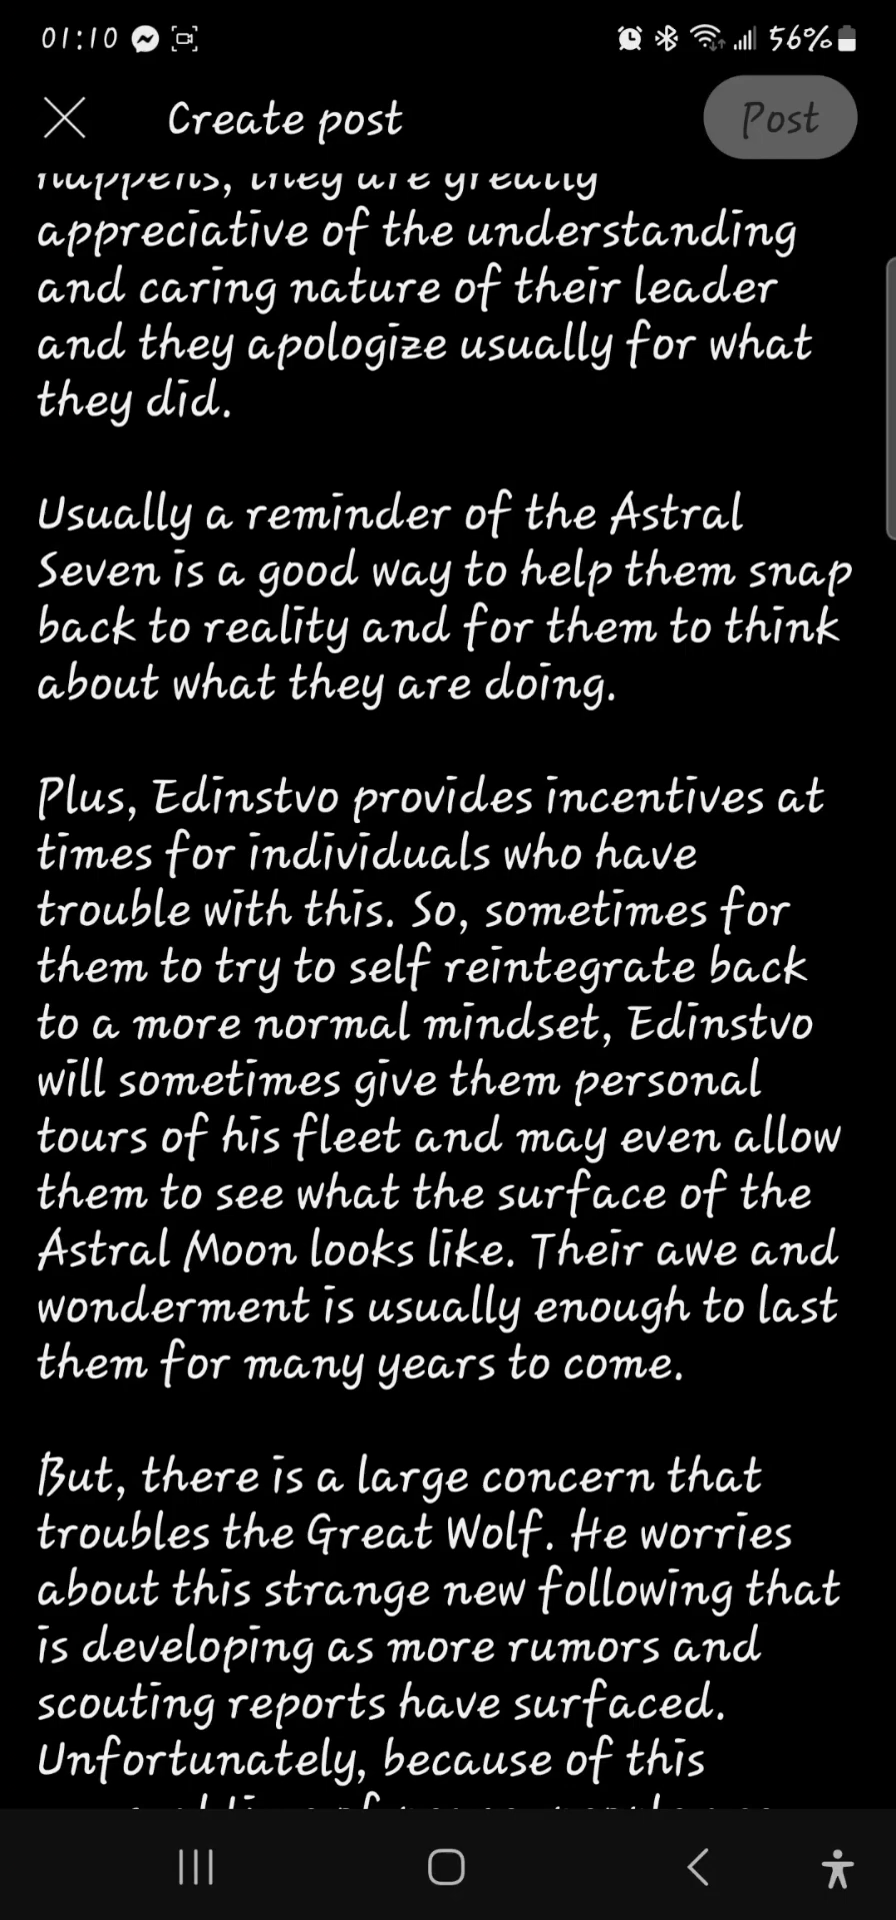 01:10
56%
Create post
Post
happens, they are greatly
appreciative of the understanding
and caring nature of their leader
and they apologize usually for what
they did.
Usually a reminder of the Astral
Seven is a good way to help them snap
back to reality and for them to think
about what they are doing.
Plus, Edinstvo provides incentives at
times for individuals who have
trouble with this. So, sometimes for
them to try to self reintegrate back
to a more normal mindset, Edinstvo
will sometimes give them personal
tours of his fleet and may even allow
them to see what the surface of the
Astral Moon looks like. Their awe and
wonderment is usually enough to last
them for many years to come.
But, there is a large concern that
troubles the Great Wolf. He worries
about this strange new following that
is developing as more rumors and
scouting reports have surfaced.
Unfortunately, because of this